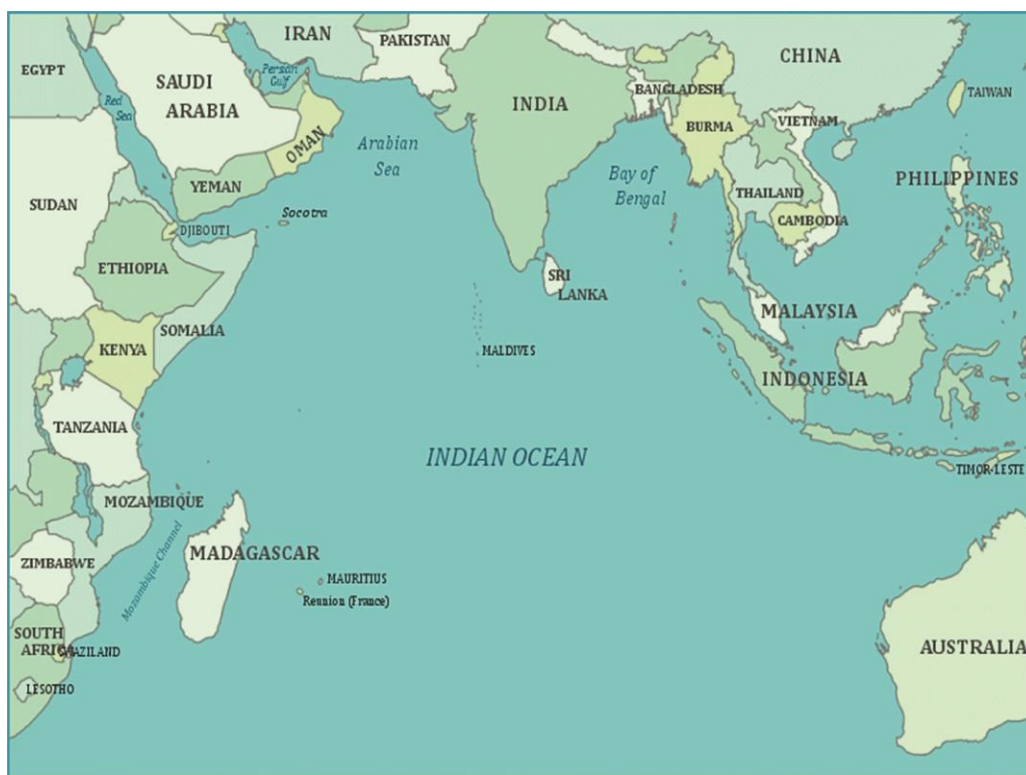 IRAN
PAKISTAN
CHINA
EGYPT
SAUDI
ARABIA
Persian
Gulf
Red
Sea
INDIA
BANGLADESH
TAIWAN
OMAN
Arabian
Sea
BURMA
VIETNAM
YEMAN
Bay of
Bengal
THAILAND
PHILIPPINES
SUDAN
Socotra
CAMBODIA
DJIBOUTI
ETHIOPIA
SRI
LANKA
MALAYSIA
SOMALIA
KENYA
MALDIVES
INDONESIA
TANZANIA
INDIAN OCEAN
TIMOR-LESTE
MOZAMBIQUE
Mozambique Channel
MADAGASCAR
ZIMBABWE
MAURITIUS
Reunion (France)
SOUTH
AFRICA
SWAZILAND
LESOTHO
AUSTRALIA